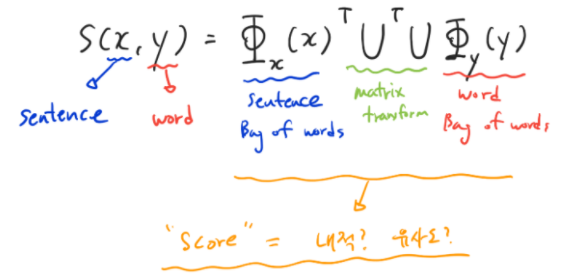 S(x, y) = Φₓ(x)ᵀ Uᵀ U Φᵧ(y)
sentence word sentence matrix word
Bag of words transform Bag of words
"score" = 내적? 유사도?